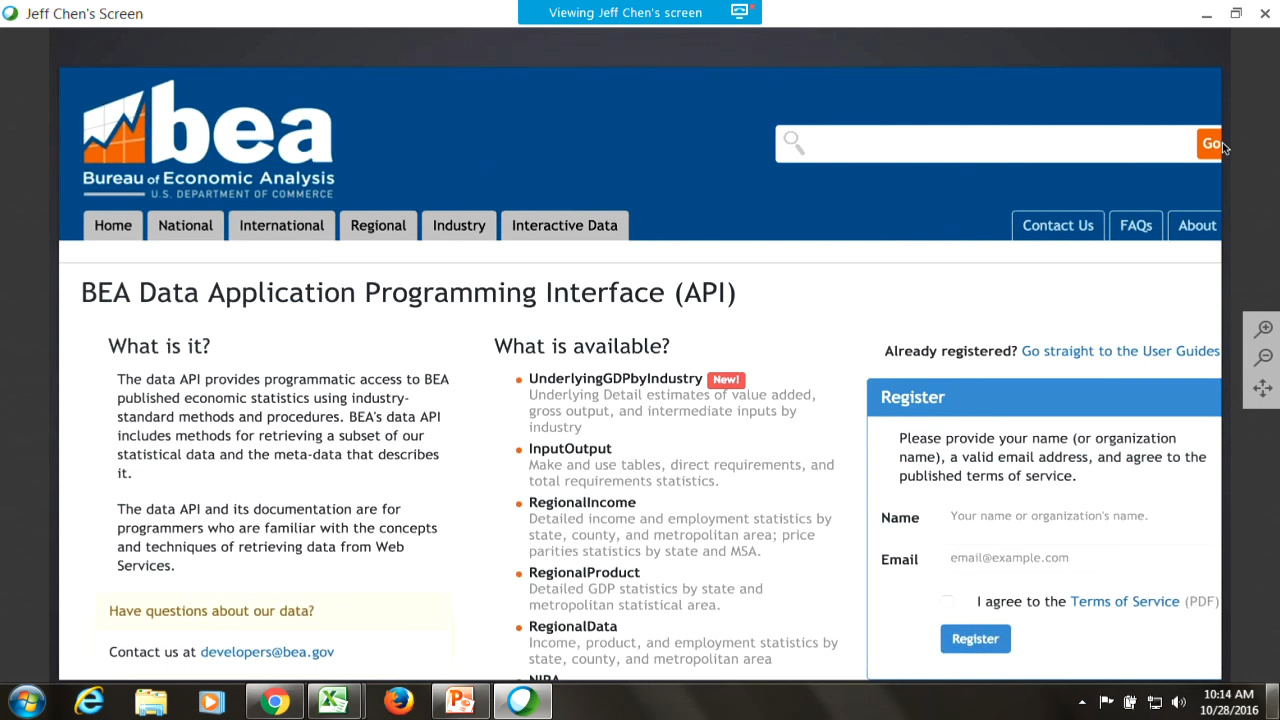 Jeff Chen's Screen
Viewing Jeff Chen's screen
bea
Bureau of Economic Analysis
U.S. DEPARTMENT OF COMMERCE
Go
Home
National
International
Regional
Industry
Interactive Data
Contact Us
FAQs
About
BEA Data Application Programming Interface (API)
What is it?
The data API provides programmatic access to BEA
published economic statistics using industry-
standard methods and procedures. BEA's data API
includes methods for retrieving a subset of our
statistical data and the meta-data that describes
it.
The data API and its documentation are for
programmers who are familiar with the concepts
and techniques of retrieving data from Web
Services.
Have questions about our data?
Contact us at developers@bea.gov
What is available?
UnderlyingGDPbyIndustry New!
Underlying Detail estimates of value added,
gross output, and intermediate inputs by
industry
InputOutput
Make and use tables, direct requirements, and
total requirements statistics.
RegionalIncome
Detailed income and employment statistics by
state, county, and metropolitan area; price
parities statistics by state and MSA.
RegionalProduct
Detailed GDP statistics by state and
metropolitan statistical area.
RegionalData
Income, product, and employment statistics by
state, county, and metropolitan area
NIPA
Already registered? Go straight to the User Guides
Register
Please provide your name (or organization
name), a valid email address, and agree to the
published terms of service.
Name Your name or organization's name.
Email email@example.com
I agree to the Terms of Service (PDF)
Register
10:14 AM
10/28/2016